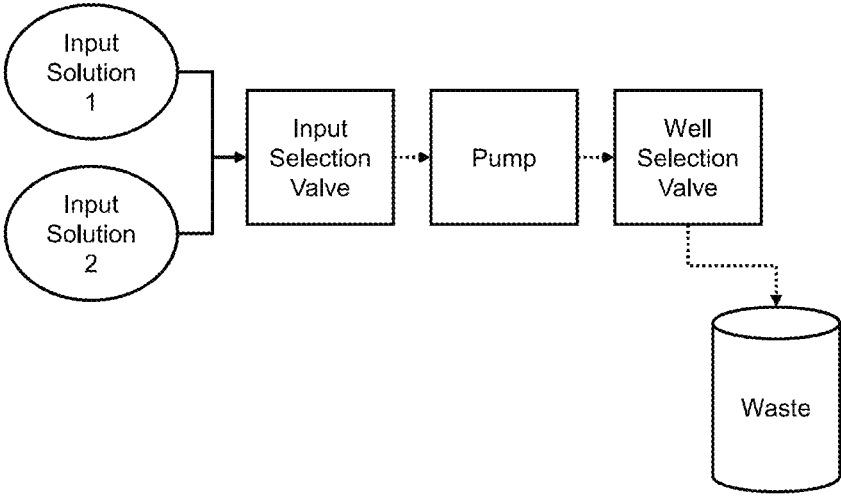 Input
Solution
1
Input
Solution
2
Input
Selection
Valve
Pump
Well
Selection
Valve
Waste